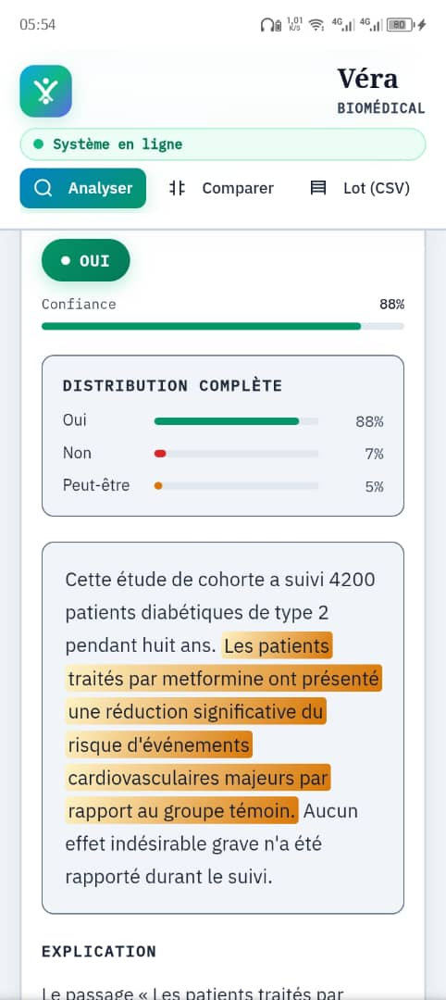 05:54
1,01 K/S 4G 4G 80
Véra
BIOMÉDICAL
Système en ligne
Analyser Comparer Lot (CSV)
OUI
Confiance 88%
DISTRIBUTION COMPLÈTE
Oui 88%
Non 7%
Peut-être 5%
Cette étude de cohorte a suivi 4200
patients diabétiques de type 2
pendant huit ans. Les patients
traités par metformine ont présenté
une réduction significative du
risque d'événements
cardiovasculaires majeurs par
rapport au groupe témoin. Aucun
effet indésirable grave n'a été
rapporté durant le suivi.
EXPLICATION
Le passage « Les patients traités par